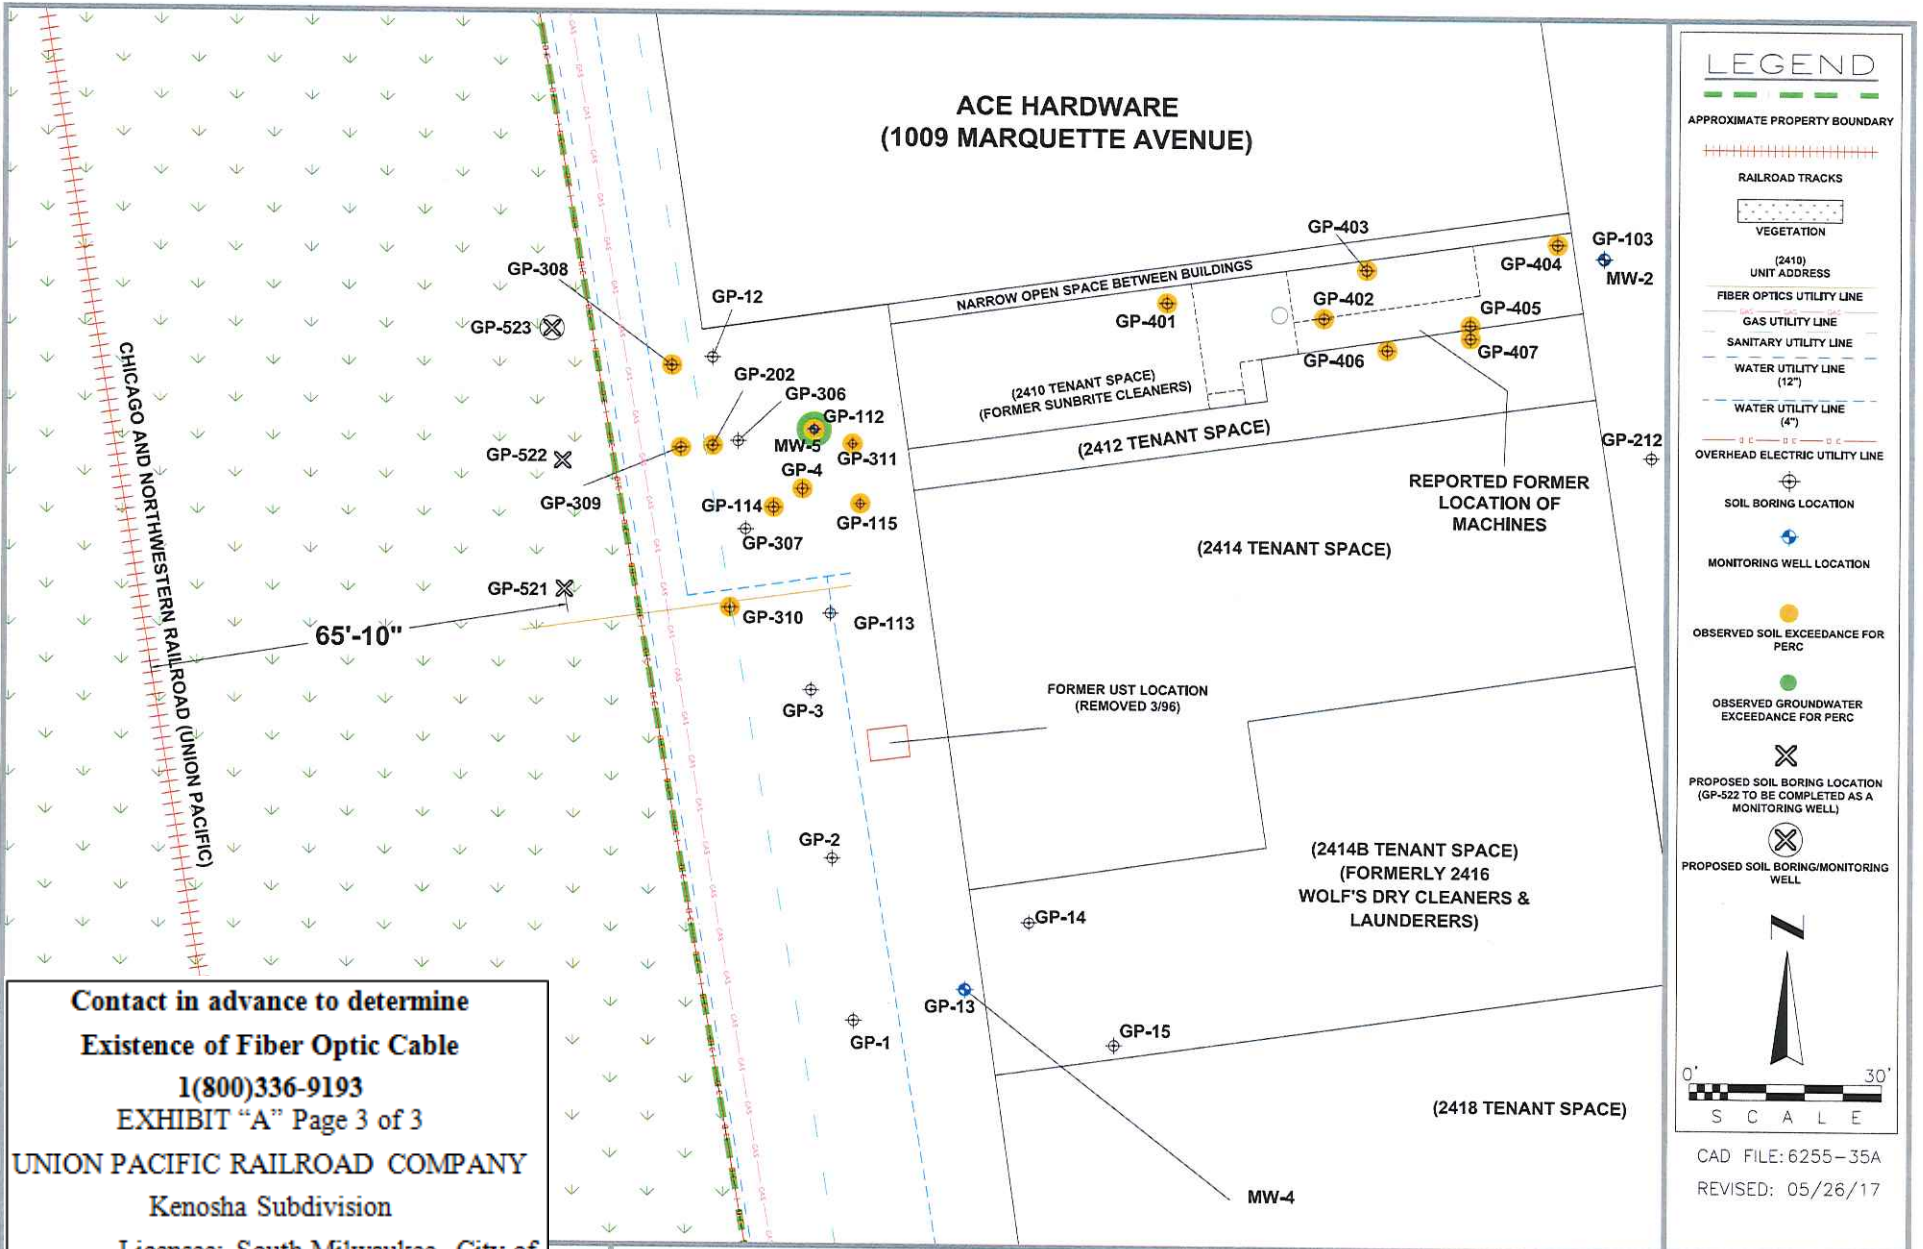 ACE HARDWARE
(1009 MARQUETTE AVENUE)
NARROW OPEN SPACE BETWEEN BUILDINGS
GP-403
GP-404
GP-103
MW-2
GP-401
GP-402
GP-405
GP-406
GP-407
GP-308
GP-12
GP-523
GP-202
GP-306
GP-112
MW-5
GP-311
GP-522
GP-4
GP-309
GP-114
GP-115
GP-307
GP-521
GP-310
GP-113
65'-10"
CHICAGO AND NORTHWESTERN RAILROAD (UNION PACIFIC)
(2410 TENANT SPACE)
(FORMER SUNBRITE CLEANERS)
(2412 TENANT SPACE)
GP-212
REPORTED FORMER
LOCATION OF
MACHINES
(2414 TENANT SPACE)
GP-3
FORMER UST LOCATION
(REMOVED 3/96)
GP-2
(2414B TENANT SPACE)
(FORMERLY 2416
WOLF'S DRY CLEANERS &
LAUNDERERS)
GP-14
GP-13
GP-1
GP-15
(2418 TENANT SPACE)
MW-4
Contact in advance to determine
Existence of Fiber Optic Cable
1(800)336-9193
EXHIBIT “A” Page 3 of 3
UNION PACIFIC RAILROAD COMPANY
Kenosha Subdivision
Licensee: South Milwaukee, City of
LEGEND
APPROXIMATE PROPERTY BOUNDARY
RAILROAD TRACKS
VEGETATION
(2410)
UNIT ADDRESS
FIBER OPTICS UTILITY LINE
GAS GAS GAS
GAS UTILITY LINE
SANITARY UTILITY LINE
WATER UTILITY LINE
(12")
WATER UTILITY LINE
(4")
OVERHEAD ELECTRIC UTILITY LINE
SOIL BORING LOCATION
MONITORING WELL LOCATION
OBSERVED SOIL EXCEEDANCE FOR
PERC
OBSERVED GROUNDWATER
EXCEEDANCE FOR PERC
PROPOSED SOIL BORING LOCATION
(GP-522 TO BE COMPLETED AS A
MONITORING WELL)
PROPOSED SOIL BORING/MONITORING
WELL
N
0' 30'
S C A L E
CAD FILE: 6255-35A
REVISED: 05/26/17